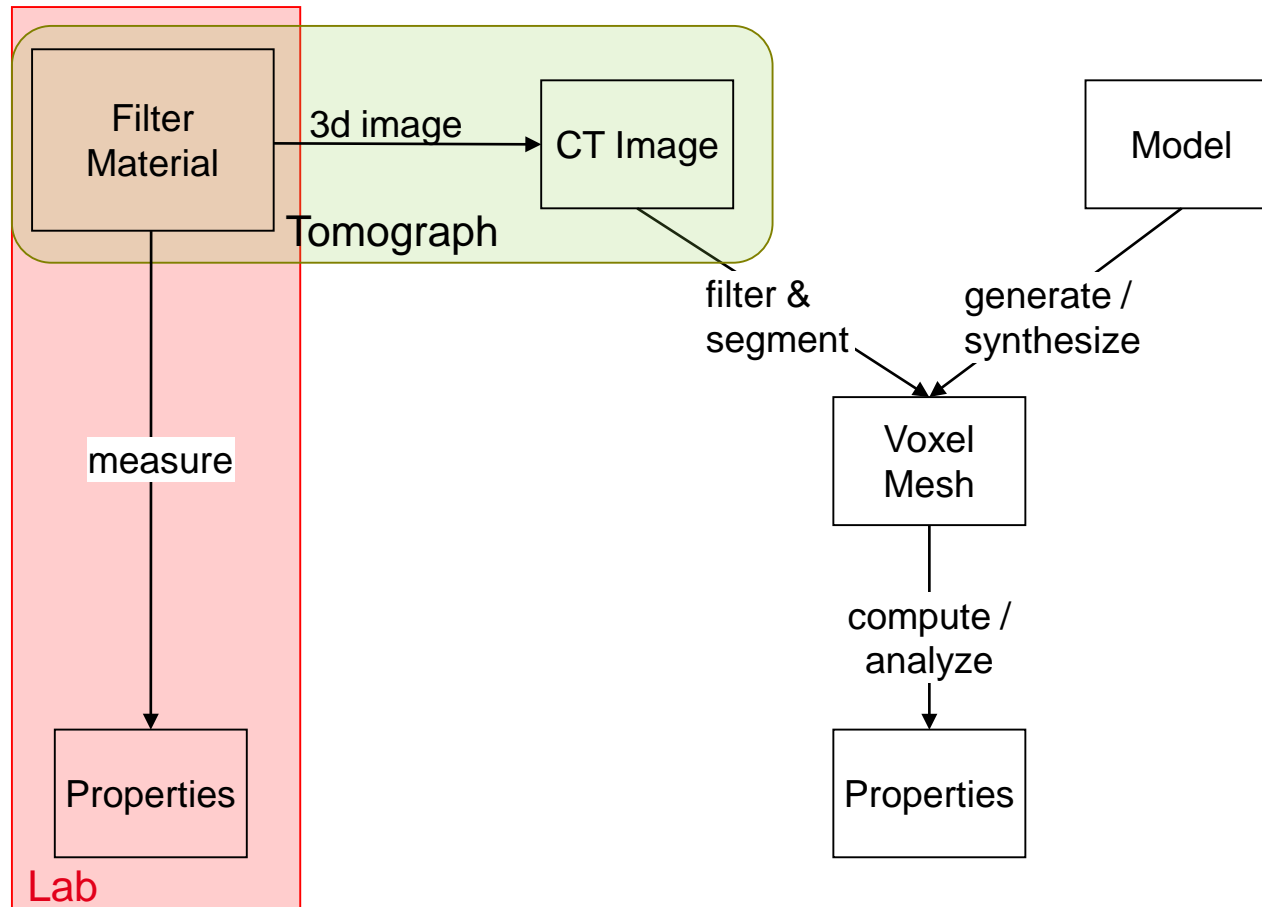 Filter
Material
3d image
CT Image
Model
Tomograph
filter &
segment
generate /
synthesize
measure
Voxel
Mesh
compute /
analyze
Properties
Properties
Lab